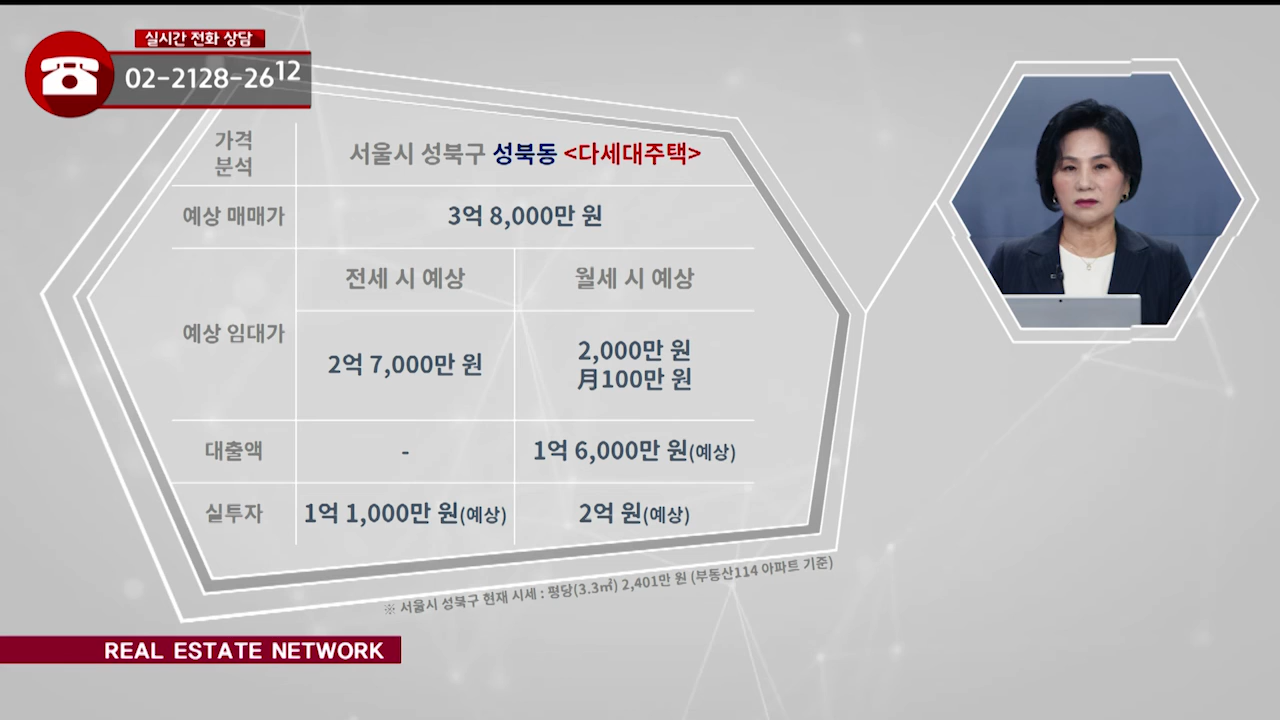 실시간 전화 상담
02-2128-2612
가격
분석
서울시 성북구 성북동 <다세대주택>
예상 매매가
3억 8,000만 원
전세 시 예상
월세 시 예상
예상 임대가
2억 7,000만 원
2,000만 원
月100만 원
대출액
-
1억 6,000만 원(예상)
실투자
1억 1,000만 원(예상)
2억 원(예상)
※ 서울시 성북구 현재 시세 : 평당(3.3㎡) 2,401만 원 (부동산114 아파트 기준)
REAL ESTATE NETWORK